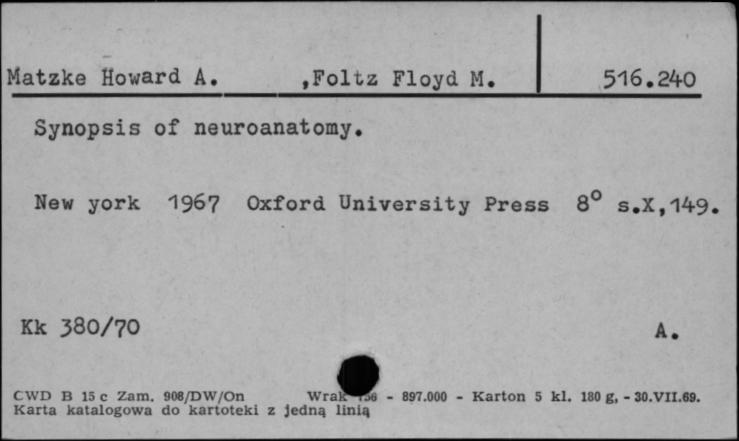 Matzke Howard A. ,Foltz Floyd M. 516.240
Synopsis of neuroanatomy.
New york 1967 Oxford University Press 8° s.X,149.
Kk 380/70 A.
CWD B 15 c Zam. 908/DW/On Wrak - 897.000 - Karton 5 kl. 180 g, - 30.VII.69.
Karta katalogowa do kartoteki z jedną linią